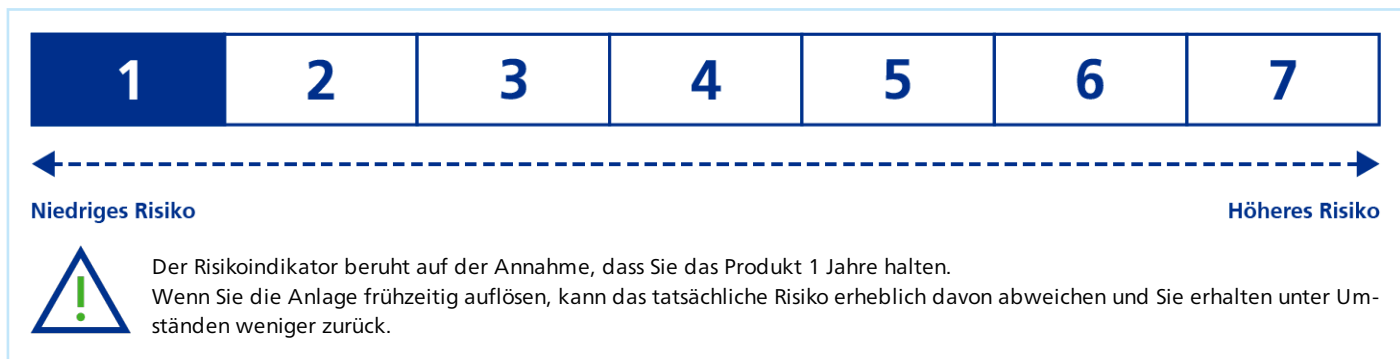 1 2 3 4 5 6 7
Niedriges Risiko Höheres Risiko
Der Risikoindikator beruht auf der Annahme, dass Sie das Produkt 1 Jahre halten.
Wenn Sie die Anlage frühzeitig auflösen, kann das tatsächliche Risiko erheblich davon abweichen und Sie erhalten unter Um-
ständen weniger zurück.